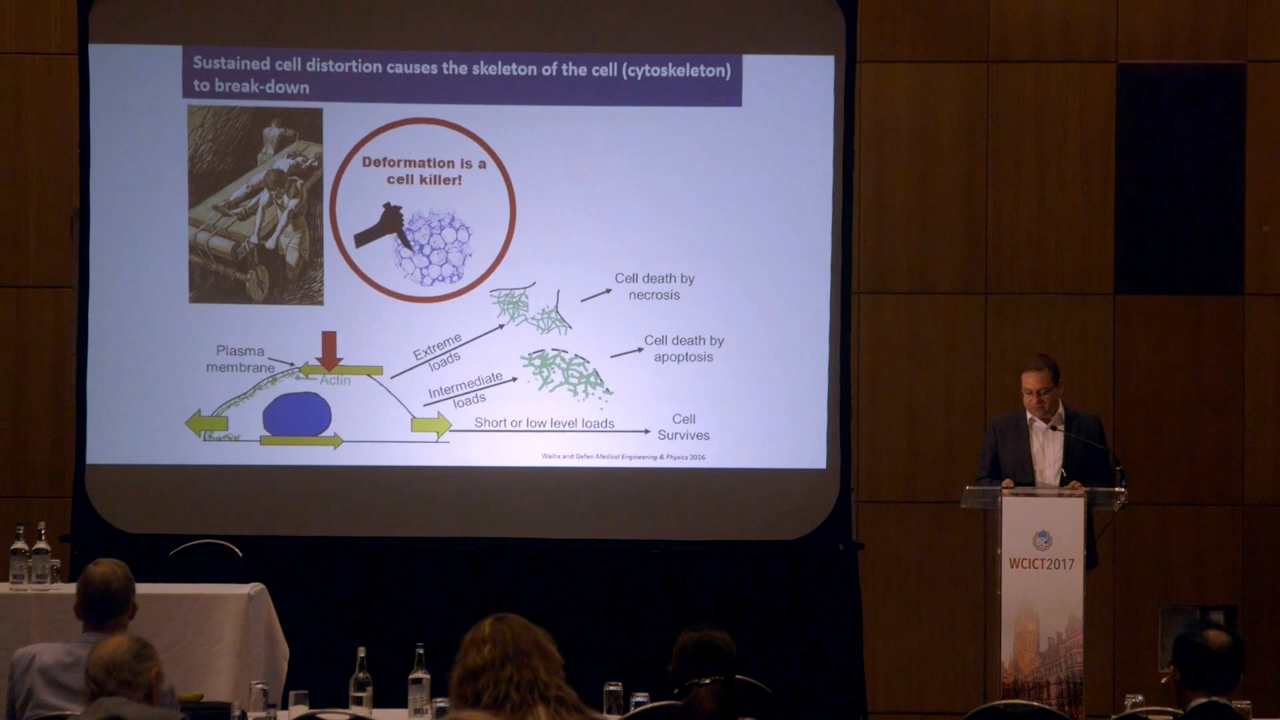 Sustained cell distortion causes the skeleton of the cell (cytoskeleton)
to break-down
Deformation is a
cell killer!
Cell death by
necrosis
Extreme
loads
Cell death by
apoptosis
Plasma
membrane
Actin
Intermediate
loads
Short or low level loads
Cell
Survives
Weihs and Gefen Medical Engineering & Physics 2016
WCICT2017